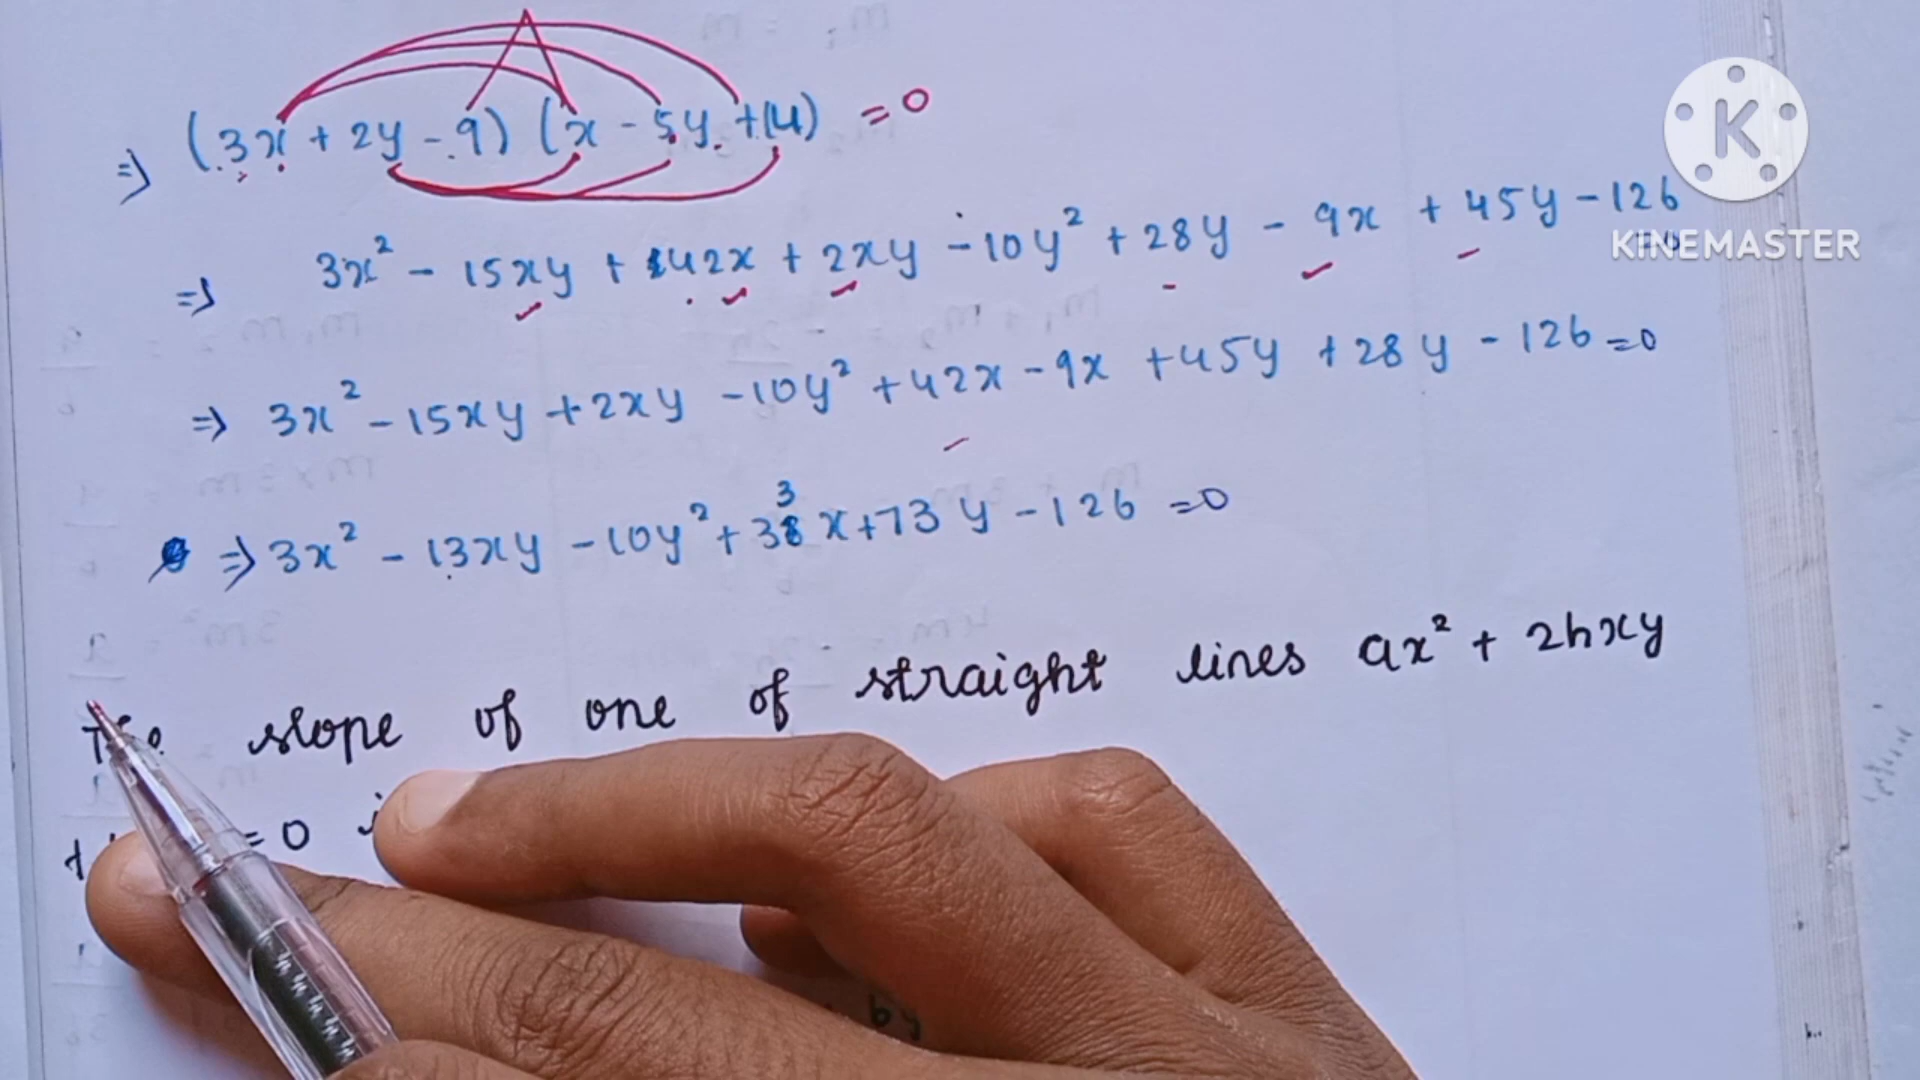 => (3x + 2y - 9) (x - 5y + 14) = 0
=> 3x² - 15xy + 42x + 2xy - 10y² + 28y - 9x + 45y - 126
K
KINEMASTER
=> 3x² - 15xy + 2xy - 10y² + 42x - 9x + 45y + 28y - 126 = 0
=> 3x² - 13xy - 10y² + 33x + 73y - 126 = 0
slope of one of straight lines ax² + 2hxy
= 0
by